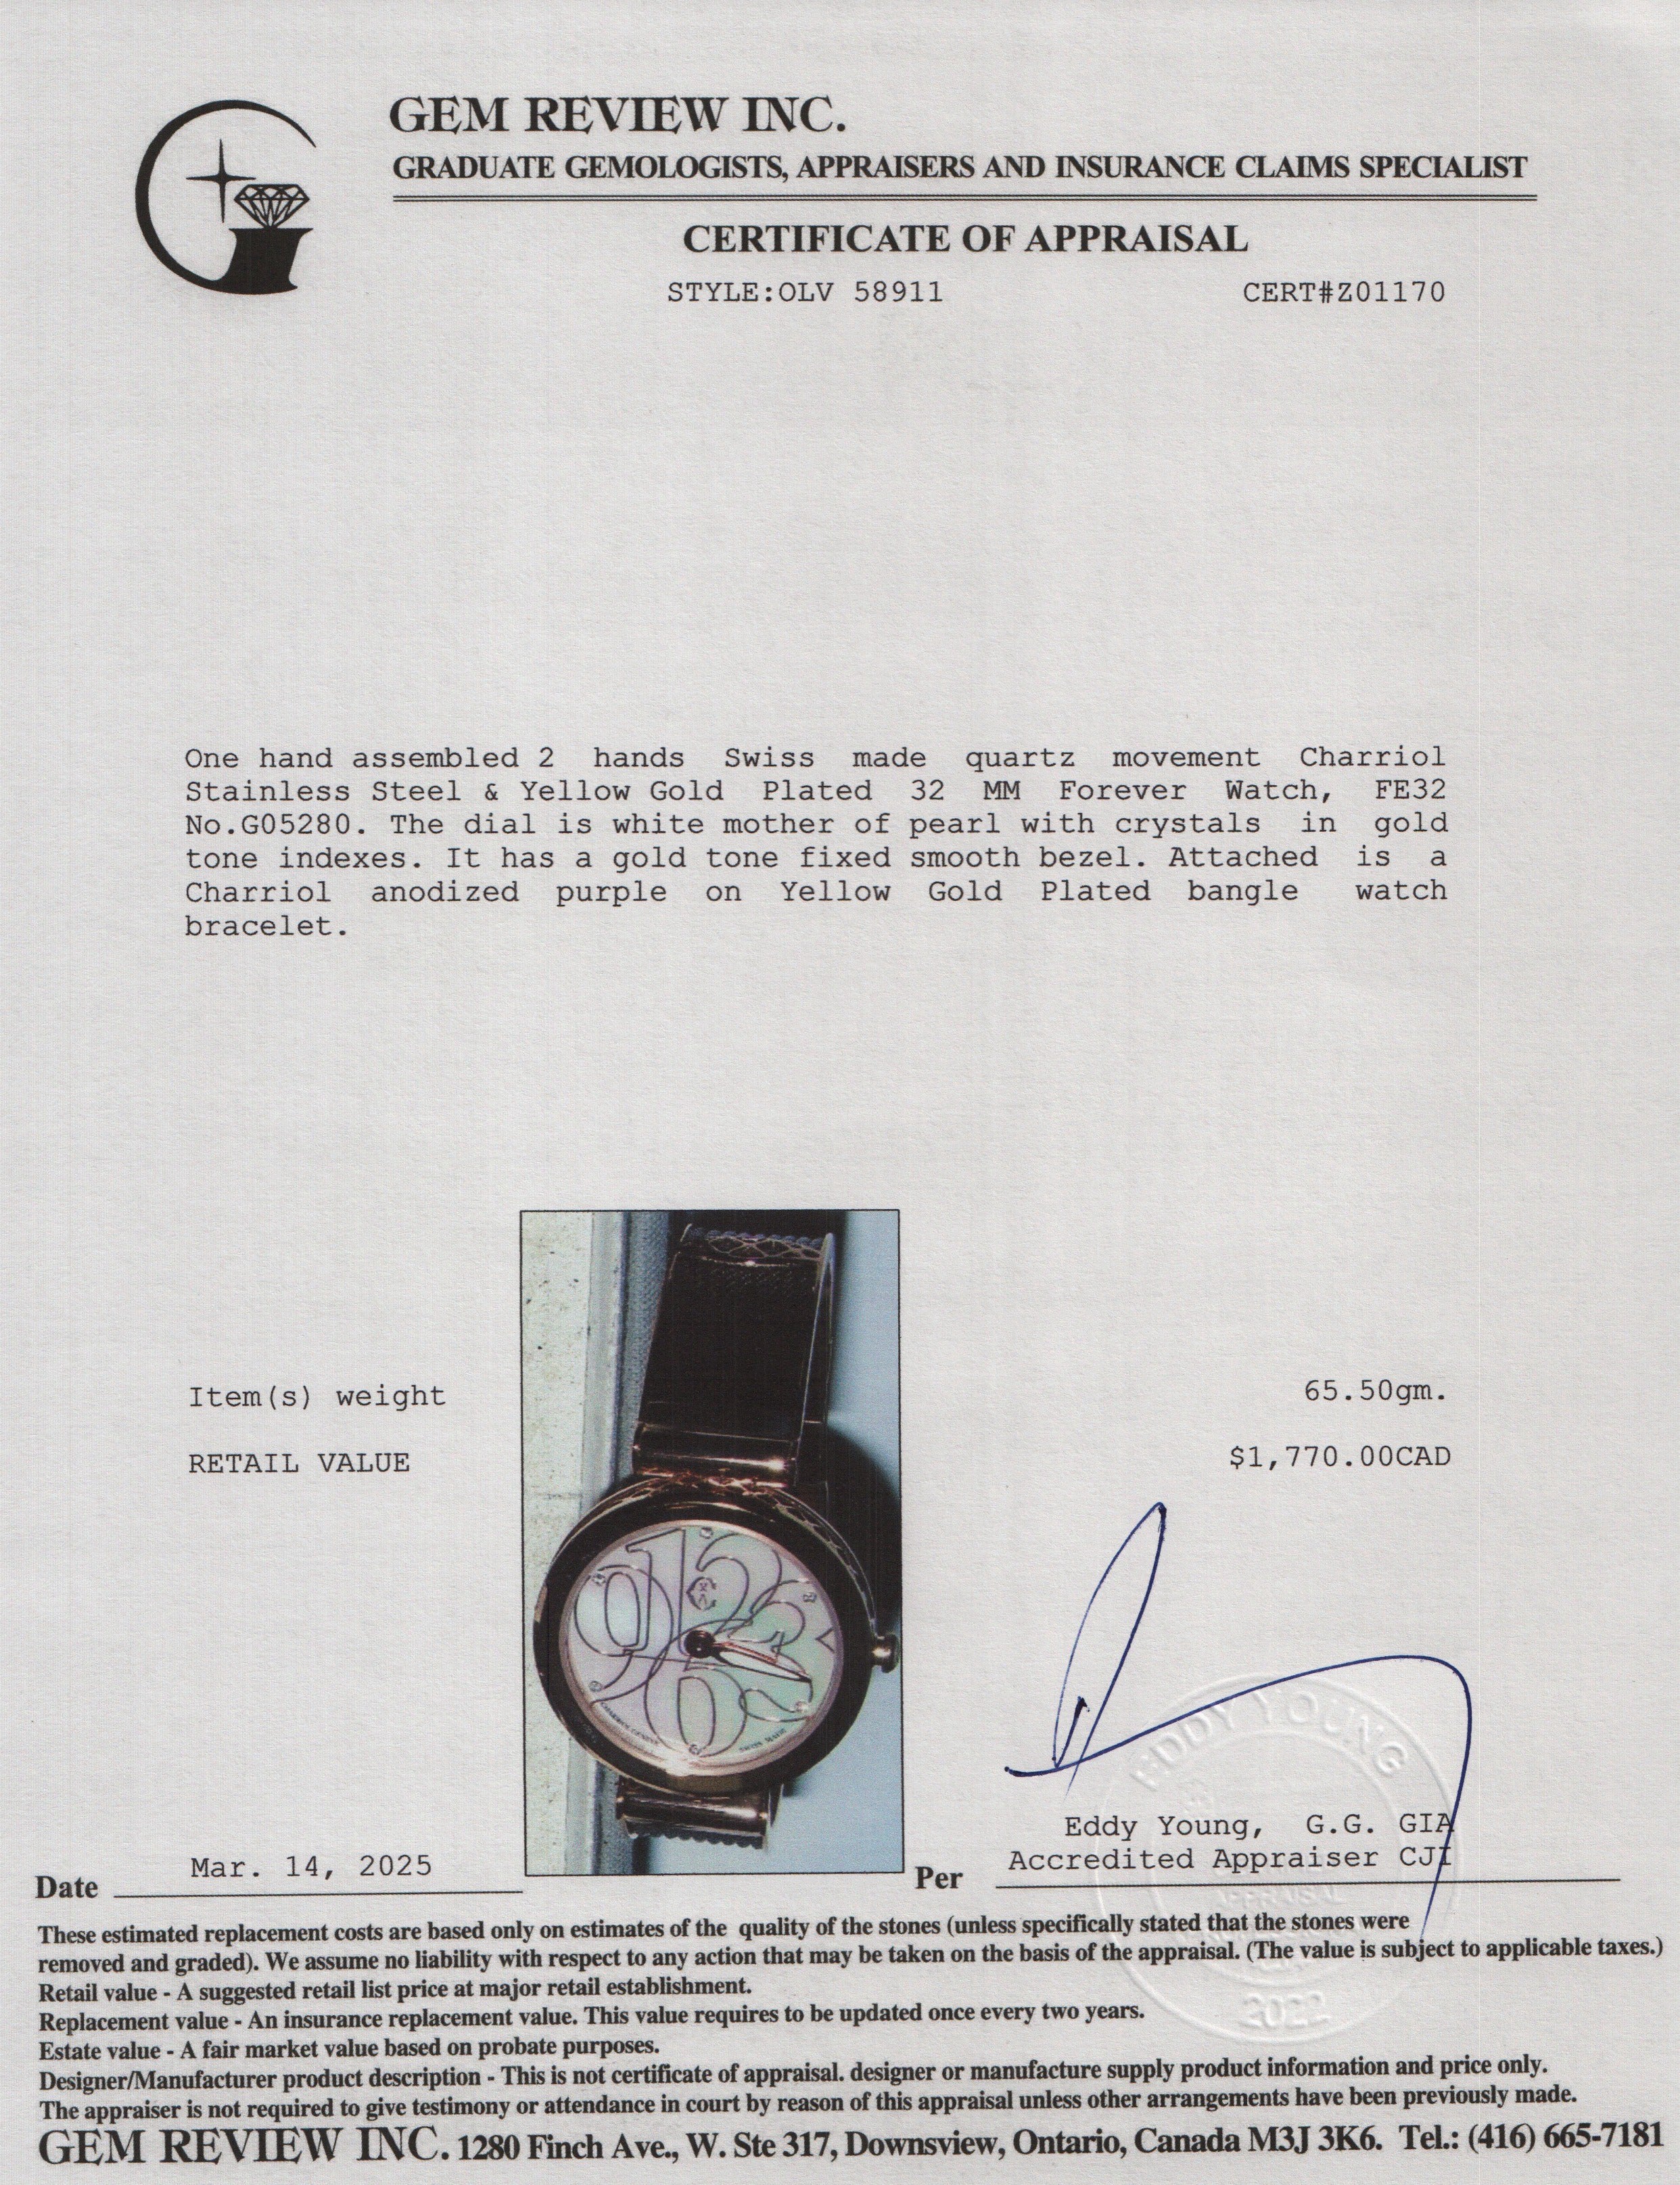 GEM REVIEW INC.
GRADUATE GEMOLOGISTS, APPRAISERS AND INSURANCE CLAIMS SPECIALIST
CERTIFICATE OF APPRAISAL
STYLE:OLV 58911 CERT#Z01170
One hand assembled 2 hands Swiss made quartz movement Charriol
Stainless Steel & Yellow Gold Plated 32 MM Forever Watch, FE32
No.G05280. The dial is white mother of pearl with crystals in gold
tone indexes. It has a gold tone fixed smooth bezel. Attached is a
Charriol anodized purple on Yellow Gold Plated bangle watch
bracelet.
Item(s) weight 65.50gm.
RETAIL VALUE $1,770.00CAD
12
9
3
6
SWISS MADE
EDDY YOUNG
Eddy Young, G.G. GIA
Accredited Appraiser CJI
Date Mar. 14, 2025 Per
APPRAISAL
2022
These estimated replacement costs are based only on estimates of the quality of the stones (unless specifically stated that the stones were
removed and graded). We assume no liability with respect to any action that may be taken on the basis of the appraisal. (The value is subject to applicable taxes.)
Retail value - A suggested retail list price at major retail establishment.
Replacement value - An insurance replacement value. This value requires to be updated once every two years.
Estate value - A fair market value based on probate purposes.
Designer/Manufacturer product description - This is not certificate of appraisal. designer or manufacture supply product information and price only.
The appraiser is not required to give testimony or attendance in court by reason of this appraisal unless other arrangements have been previously made.
GEM REVIEW INC. 1280 Finch Ave., W. Ste 317, Downsview, Ontario, Canada M3J 3K6. Tel.: (416) 665-7181